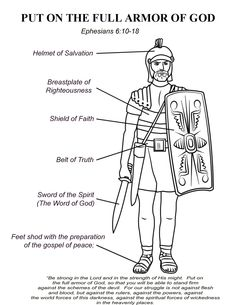 PUT ON THE FULL ARMOR OF GOD
Ephesians 6:10-18
Helmet of Salvation
Breastplate of
Righteousness
Shield of Faith
Belt of Truth
Sword of the Spirit
(The Word of God)
Feet shod with the preparation
of the gospel of peace;
"Be strong in the Lord and in the strength of His might. Put on
the full armor of God, so that you will be able to stand firm
against the schemes of the devil. For our struggle is not against flesh
and blood, but against the rulers, against the powers, against
the world forces of this darkness, against the spiritual forces of wickedness
in the heavenly places.